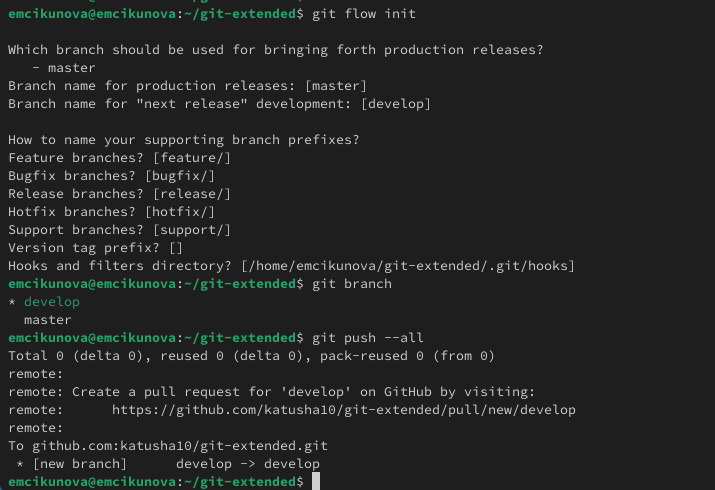 emcikunova@emcikunova:~/git-extended$ git flow init
Which branch should be used for bringing forth production releases?
   - master
Branch name for production releases: [master]
Branch name for "next release" development: [develop]
How to name your supporting branch prefixes?
Feature branches? [feature/]
Bugfix branches? [bugfix/]
Release branches? [release/]
Hotfix branches? [hotfix/]
Support branches? [support/]
Version tag prefix? []
Hooks and filters directory? [/home/emcikunova/git-extended/.git/hooks]
emcikunova@emcikunova:~/git-extended$ git branch
* develop
  master
emcikunova@emcikunova:~/git-extended$ git push --all
Total 0 (delta 0), reused 0 (delta 0), pack-reused 0 (from 0)
remote:
remote: Create a pull request for 'develop' on GitHub by visiting:
remote:      https://github.com/katusha10/git-extended/pull/new/develop
remote:
To github.com:katusha10/git-extended.git
 * [new branch]      develop -> develop
emcikunova@emcikunova:~/git-extended$